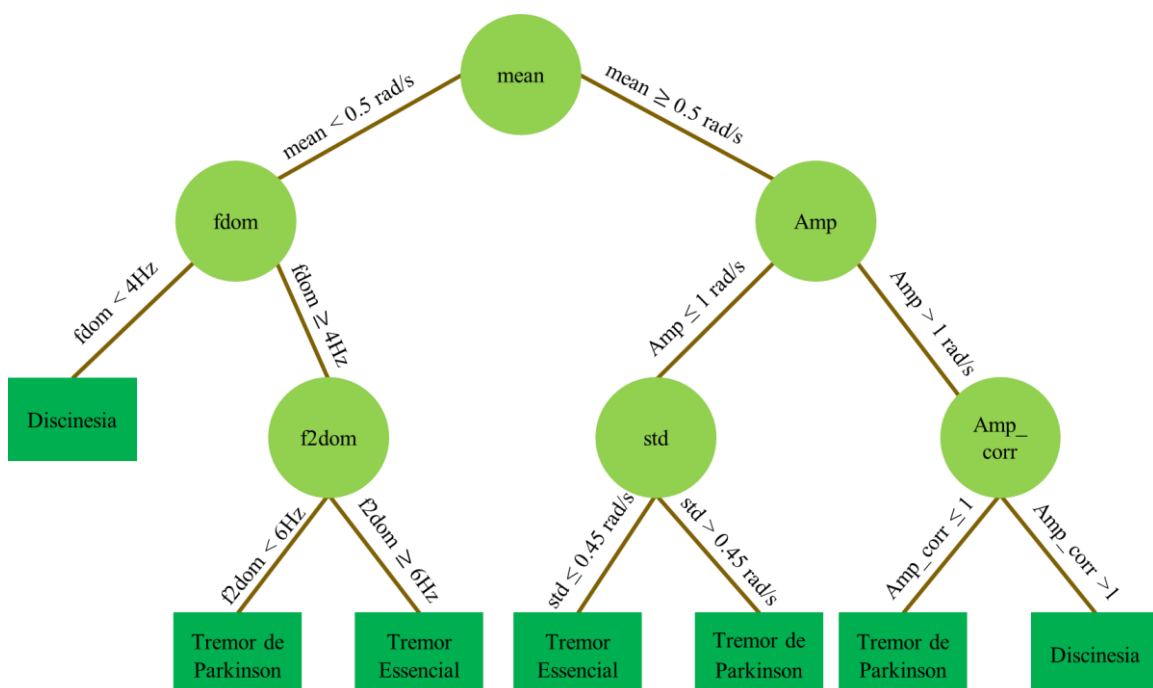 mean
mean < 0.5 rad/s
mean ≥ 0.5 rad/s
fdom
Amp
fdom < 4Hz
fdom ≥ 4Hz
Amp ≤ 1 rad/s
Amp > 1 rad/s
Discinesia
f2dom
std
Amp_
corr
f2dom < 6Hz
f2dom ≥ 6Hz
std ≤ 0.45 rad/s
std > 0.45 rad/s
Amp_corr ≤1
Amp_corr >1
Tremor de
Parkinson
Tremor
Essencial
Tremor
Essencial
Tremor de
Parkinson
Tremor de
Parkinson
Discinesia